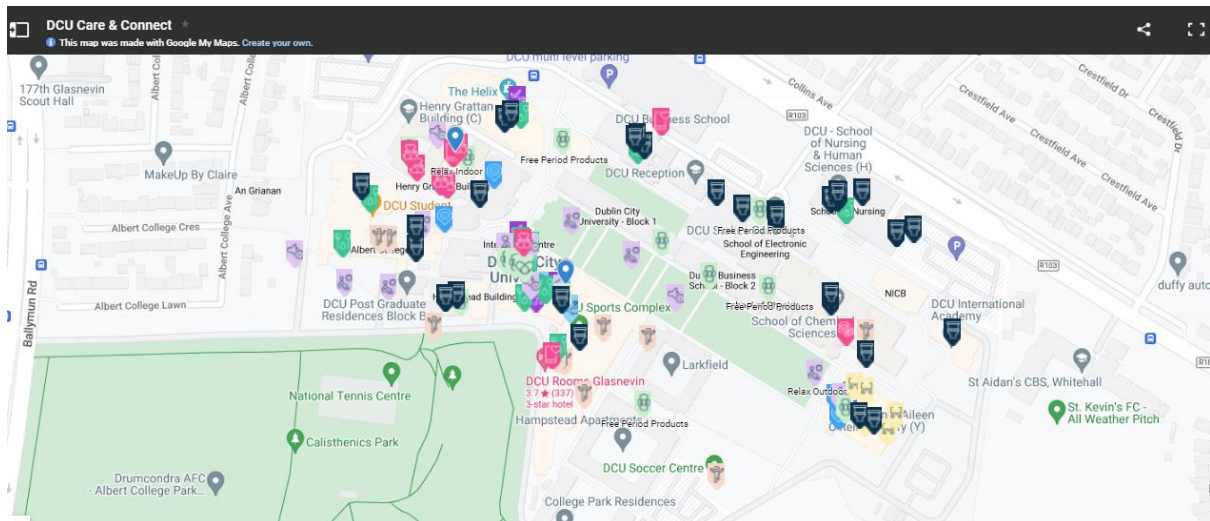 DCU Care & Connect
This map was made with Google My Maps. Create your own.
DCU multi level parking
177th Glasnevin
Scout Hall
Albert College
Albert Colle
The Helix
Henry Grattan
Building (C)
DCU Business School
Collins Ave
R103
Crestfield Dr
Crestfield Ave
Crestfield Ave
Crestfield Ave
Crestfield Dr
DCU - School
of Nursing
& Human
Sciences (H)
MakeUp By Claire
Free Period Products
Relax Indoor
DCU Reception
An Grianan
DCU Student
Albert College Cres
Albert College Ave
Dublin City
University - Block 1
Free Period Products
School of Electronic
Engineering
R103
Ballymun Rd
Albert College Lawn
DCU Post Graduate
Residences Block B
DCU Business
School - Block 2
NICB
DCU International
Academy
duffy auto
Free Period Products
School of Chem
Sciences
Sports Complex
Larkfield
DCU Rooms Glasnevin
3.7 ★ (337)
3-star hotel
National Tennis Centre
Relax Outdoor
St Aidan's CBS, Whitehall
Hampstead Apartments
Free Period Products
St. Kevin's FC -
All Weather Pitch
Calisthenics Park
DCU Soccer Centre
Drumcondra AFC
- Albert College Park...
College Park Residences